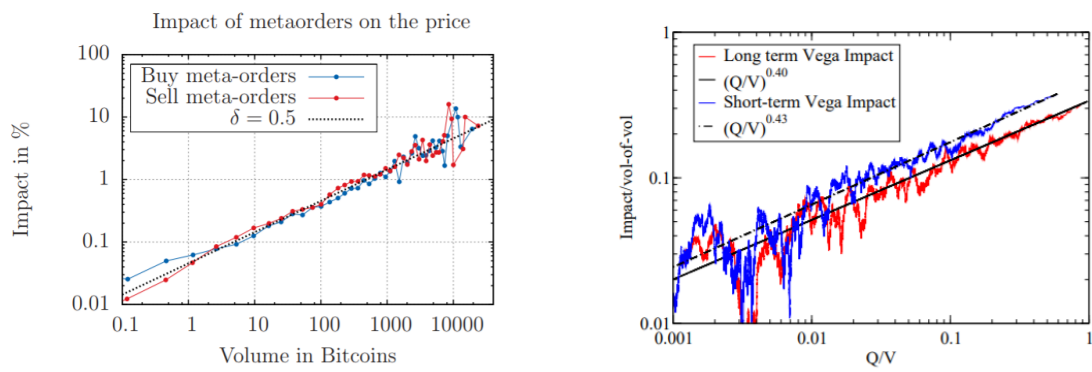 Impact of metaorders on the price
Impact in %
100
10
1
0.1
0.01
Buy meta-orders
Sell meta-orders
δ = 0.5
0.1 1 10 100 1000 10000
Volume in Bitcoins
Impact/vol-of-vol
1
0.1
0.01
Long term Vega Impact
(Q/V)^0.40
Short-term Vega Impact
(Q/V)^0.43
0.001 0.01 0.1 1
Q/V